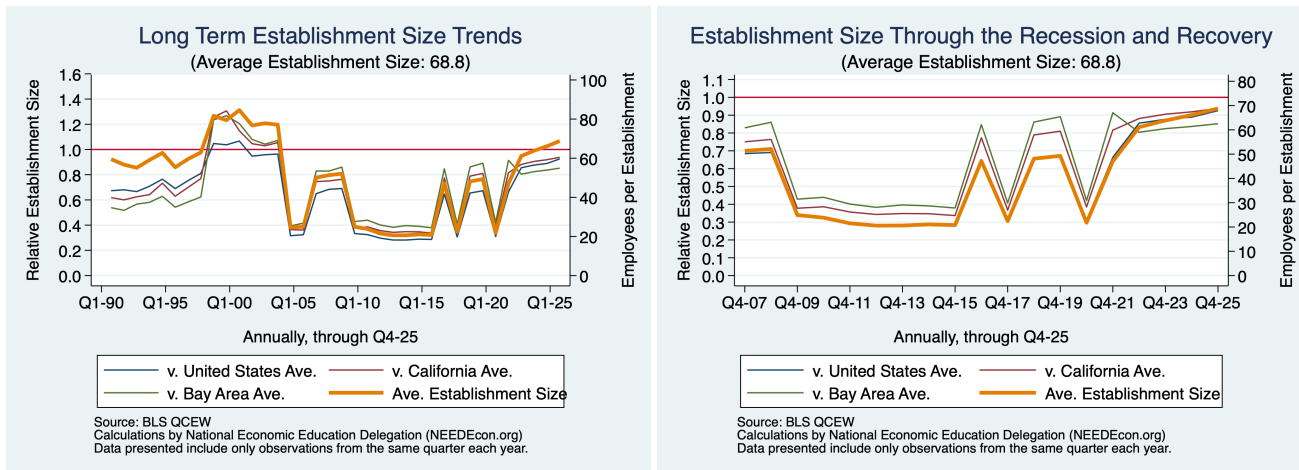 Long Term Establishment Size Trends
(Average Establishment Size: 68.8)
Relative Establishment Size
1.6
1.4
1.2
1.0
0.8
0.6
0.4
0.2
0.0
100
80
60
40
20
0
Employees per Establishment
Q1-90 Q1-95 Q1-00 Q1-05 Q1-10 Q1-15 Q1-20 Q1-25
Annually, through Q4-25
v. United States Ave. v. California Ave.
v. Bay Area Ave. Ave. Establishment Size
Source: BLS QCEW
Calculations by National Economic Education Delegation (NEEDEcon.org)
Data presented include only observations from the same quarter each year.
Establishment Size Through the Recession and Recovery
(Average Establishment Size: 68.8)
Relative Establishment Size
1.1
1.0
0.9
0.8
0.7
0.6
0.5
0.4
0.3
0.2
0.1
0.0
80
70
60
50
40
30
20
10
0
Employees per Establishment
Q4-07 Q4-09 Q4-11 Q4-13 Q4-15 Q4-17 Q4-19 Q4-21 Q4-23 Q4-25
Annually, through Q4-25
v. United States Ave. v. California Ave.
v. Bay Area Ave. Ave. Establishment Size
Source: BLS QCEW
Calculations by National Economic Education Delegation (NEEDEcon.org)
Data presented include only observations from the same quarter each year.